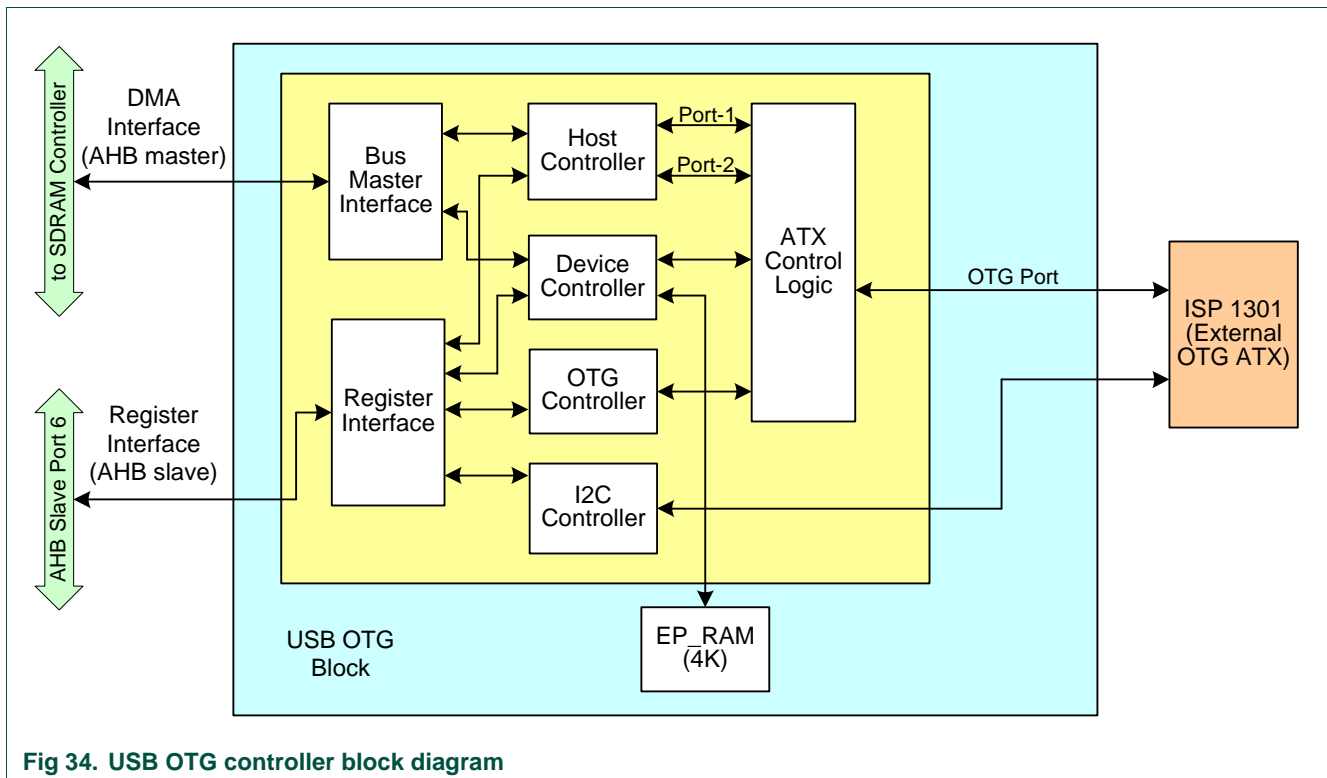 to SDRAM Controller
DMA
Interface
(AHB master)
Bus
Master
Interface
Host
Controller
Port-1
Port-2
ATX
Control
Logic
Device
Controller
OTG Port
ISP 1301
(External
OTG ATX)
AHB Slave Port 6
Register
Interface
(AHB slave)
Register
Interface
OTG
Controller
I2C
Controller
USB OTG
Block
EP_RAM
(4K)
Fig 34. USB OTG controller block diagram